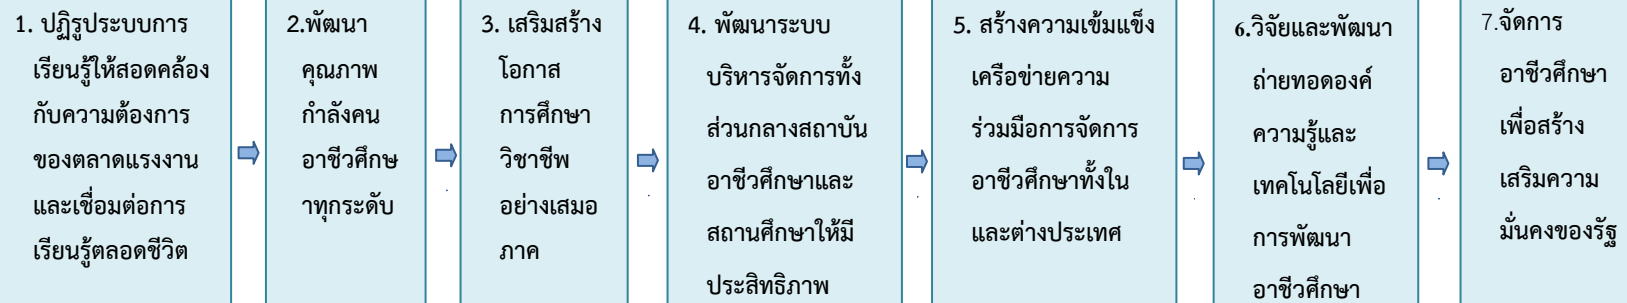 1. ปฏิรูประบบการ
เรียนรู้ให้สอดคล้อง
กับความต้องการ
ของตลาดแรงงาน
และเชื่อมต่อการ
เรียนรู้ตลอดชีวิต
2.พัฒนา
คุณภาพ
กำลังคน
อาชีวศึกษ
าทุกระดับ
3. เสริมสร้าง
โอกาส
การศึกษา
วิชาชีพ
อย่างเสมอ
ภาค
4. พัฒนาระบบ
บริหารจัดการทั้ง
ส่วนกลางสถาบัน
อาชีวศึกษาและ
สถานศึกษาให้มี
ประสิทธิภาพ
5. สร้างความเข้มแข็ง
เครือข่ายความ
ร่วมมือการจัดการ
อาชีวศึกษาทั้งใน
และต่างประเทศ
6.วิจัยและพัฒนา
ถ่ายทอดองค์
ความรู้และ
เทคโนโลยีเพื่อ
การพัฒนา
อาชีวศึกษา
7.จัดการ
อาชีวศึกษา
เพื่อสร้าง
เสริมความ
มั่นคงของรัฐ